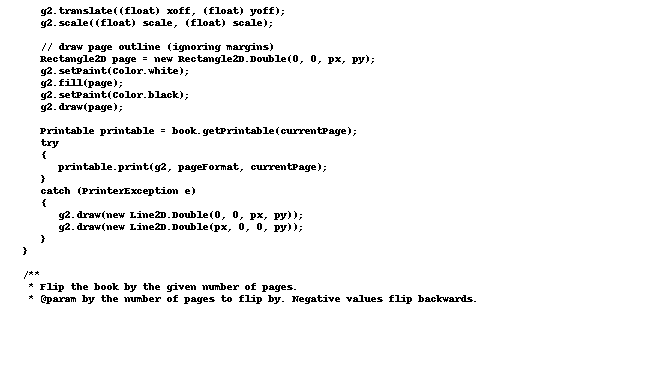 g2.translate((float) xoff, (float) yoff);
g2.scale((float) scale, (float) scale);
// draw page outline (ignoring margins)
Rectangle2D page = new Rectangle2D.Double(0, 0, px, py);
g2.setPaint(Color.white);
g2.fill(page);
g2.setPaint(Color.black);
g2.draw(page);
Printable printable = book.getPrintable(currentPage);
try
{
printable.print(g2, pageFormat, currentPage);
}
catch (PrinterException e)
{
g2.draw(new Line2D.Double(0, 0, px, py));
g2.draw(new Line2D.Double(px, 0, 0, py));
}
}
/**
* Flip the book by the given number of pages.
* @param by the number of pages to flip by. Negative values flip backwards.